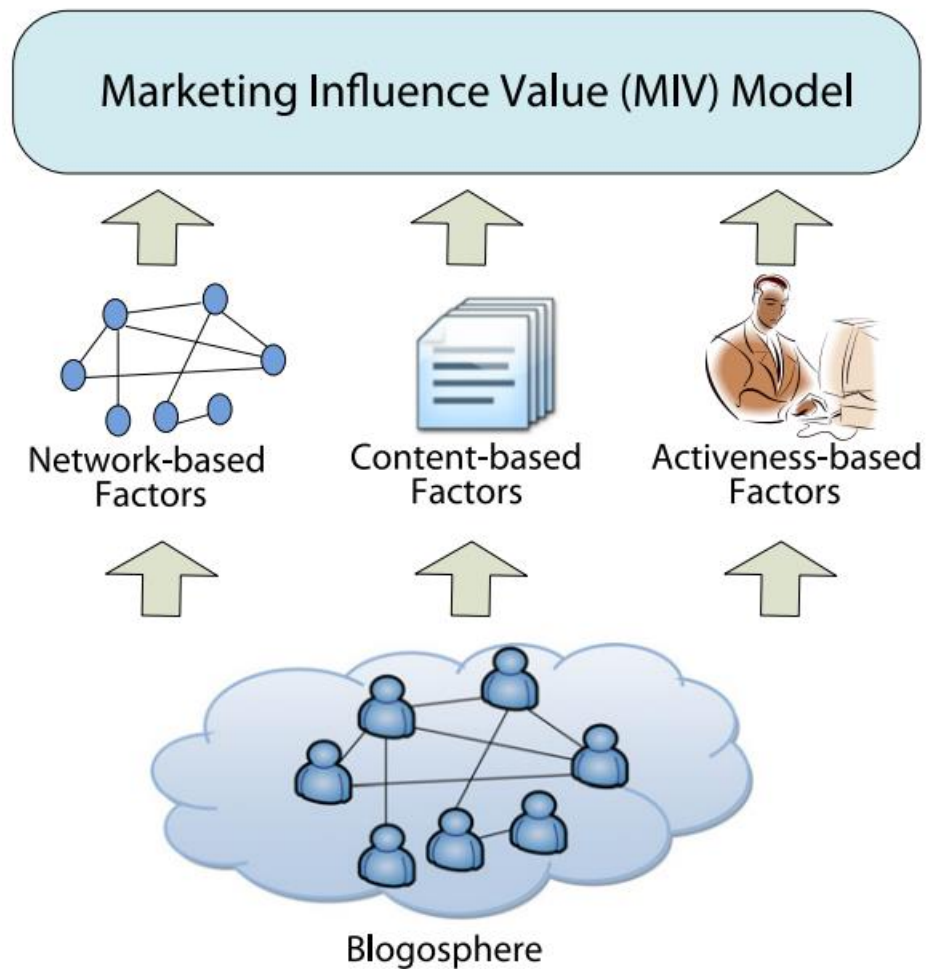 Marketing Influence Value (MIV) Model
Network-based
Factors
Content-based
Factors
Activeness-based
Factors
Blogosphere